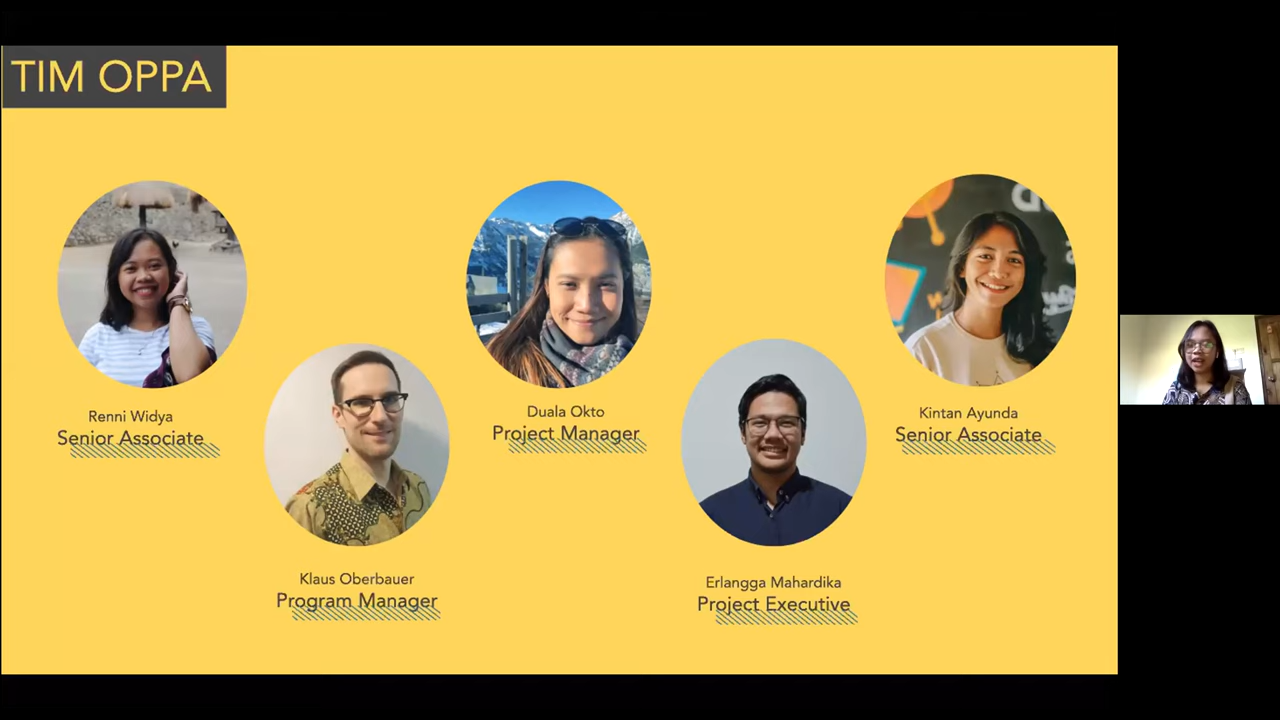 TIM OPPA
Renni Widya
Senior Associate
Klaus Oberbauer
Program Manager
Duala Okto
Project Manager
Erlangga Mahardika
Project Executive
Kintan Ayunda
Senior Associate